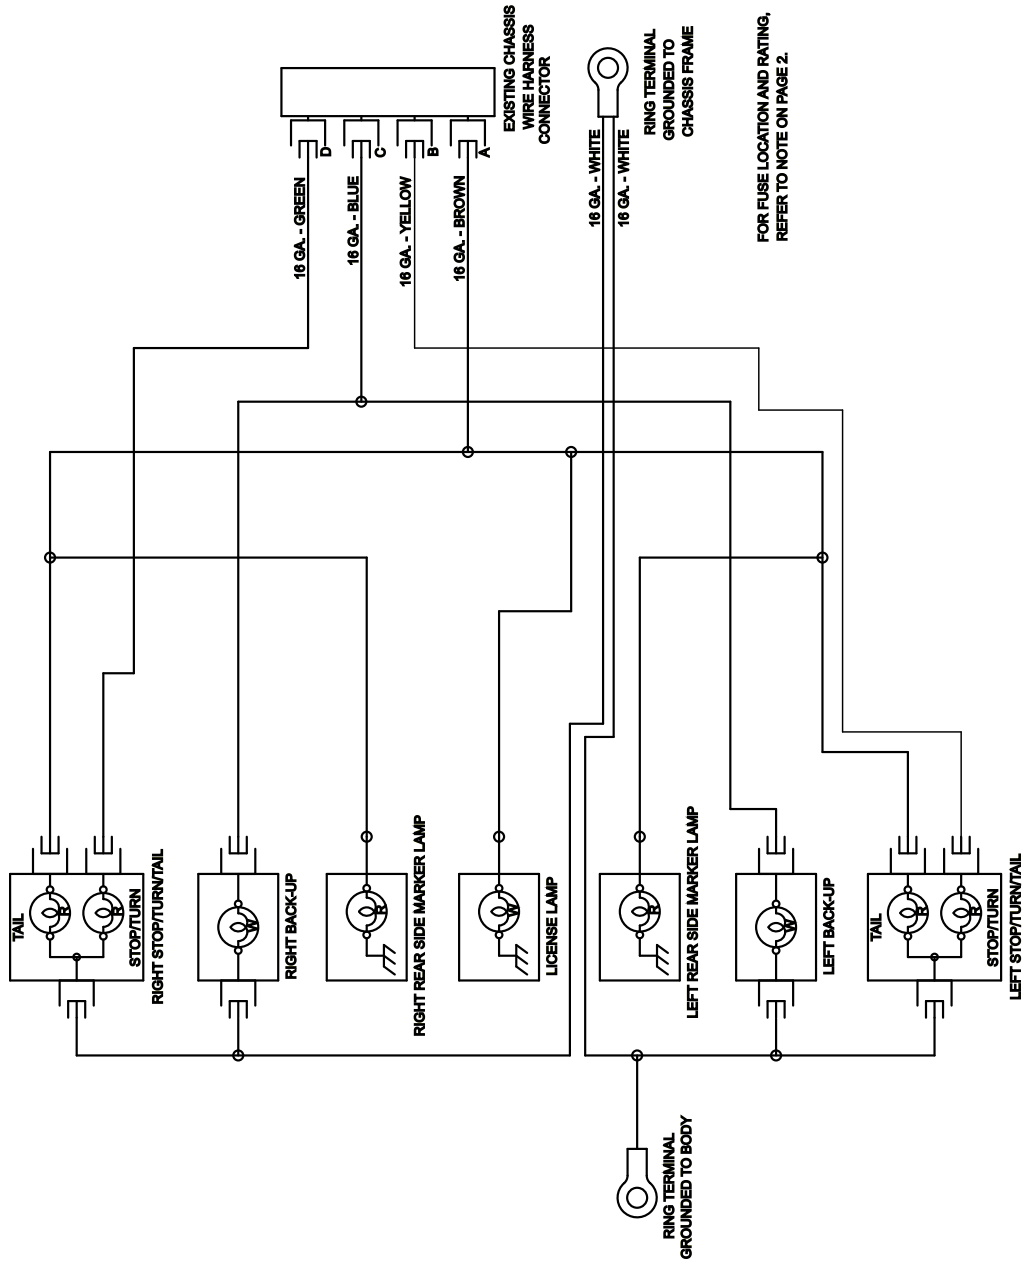 EXISTING CHASSIS
WIRE HARNESS
CONNECTOR
D
C
B
A
16 GA. - GREEN
16 GA. - BLUE
16 GA. - YELLOW
16 GA. - BROWN
RING TERMINAL
GROUNDED TO
CHASSIS FRAME
16 GA. - WHITE
16 GA. - WHITE
FOR FUSE LOCATION AND RATING,
REFER TO NOTE ON PAGE 2.
TAIL
R
R
STOP/TURN
RIGHT STOP/TURN/TAIL
W
RIGHT BACK-UP
R
RIGHT REAR SIDE MARKER LAMP
W
LICENSE LAMP
R
LEFT REAR SIDE MARKER LAMP
W
LEFT BACK-UP
TAIL
R
R
STOP/TURN
LEFT STOP/TURN/TAIL
RING TERMINAL
GROUNDED TO BODY